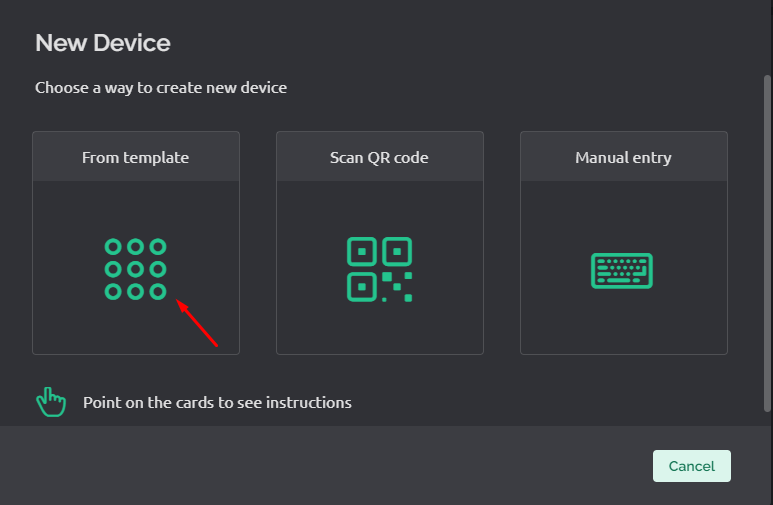 New Device
Choose a way to create new device
From template
Scan QR code
Manual entry
Point on the cards to see instructions
Cancel